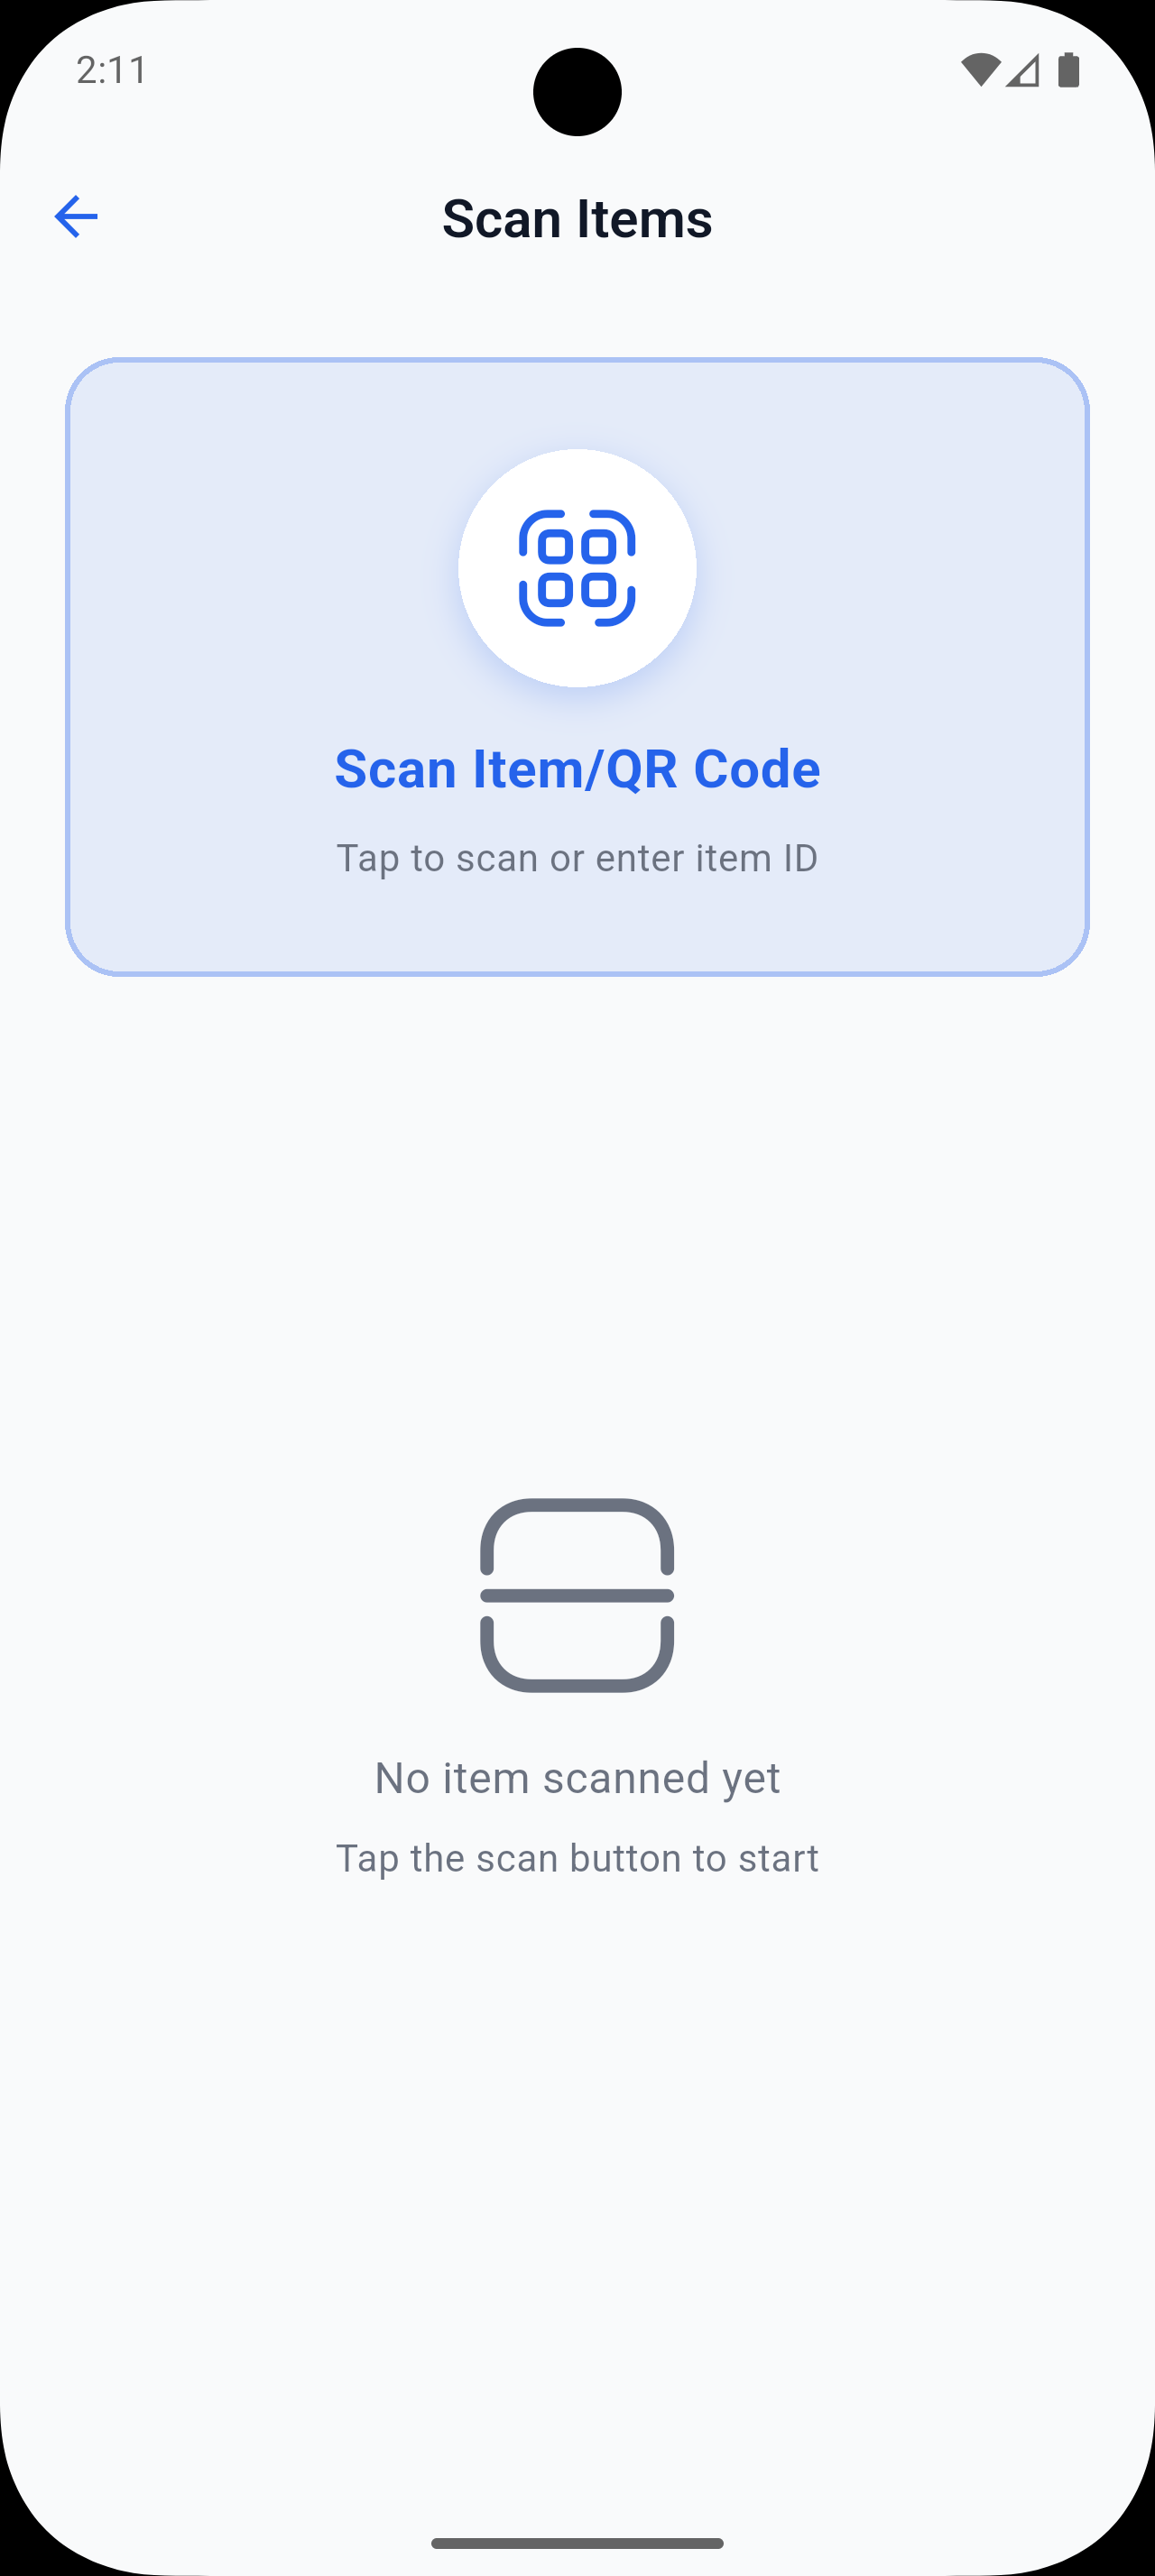 2:11
Scan Items
Scan Item/QR Code
Tap to scan or enter item ID
No item scanned yet
Tap the scan button to start